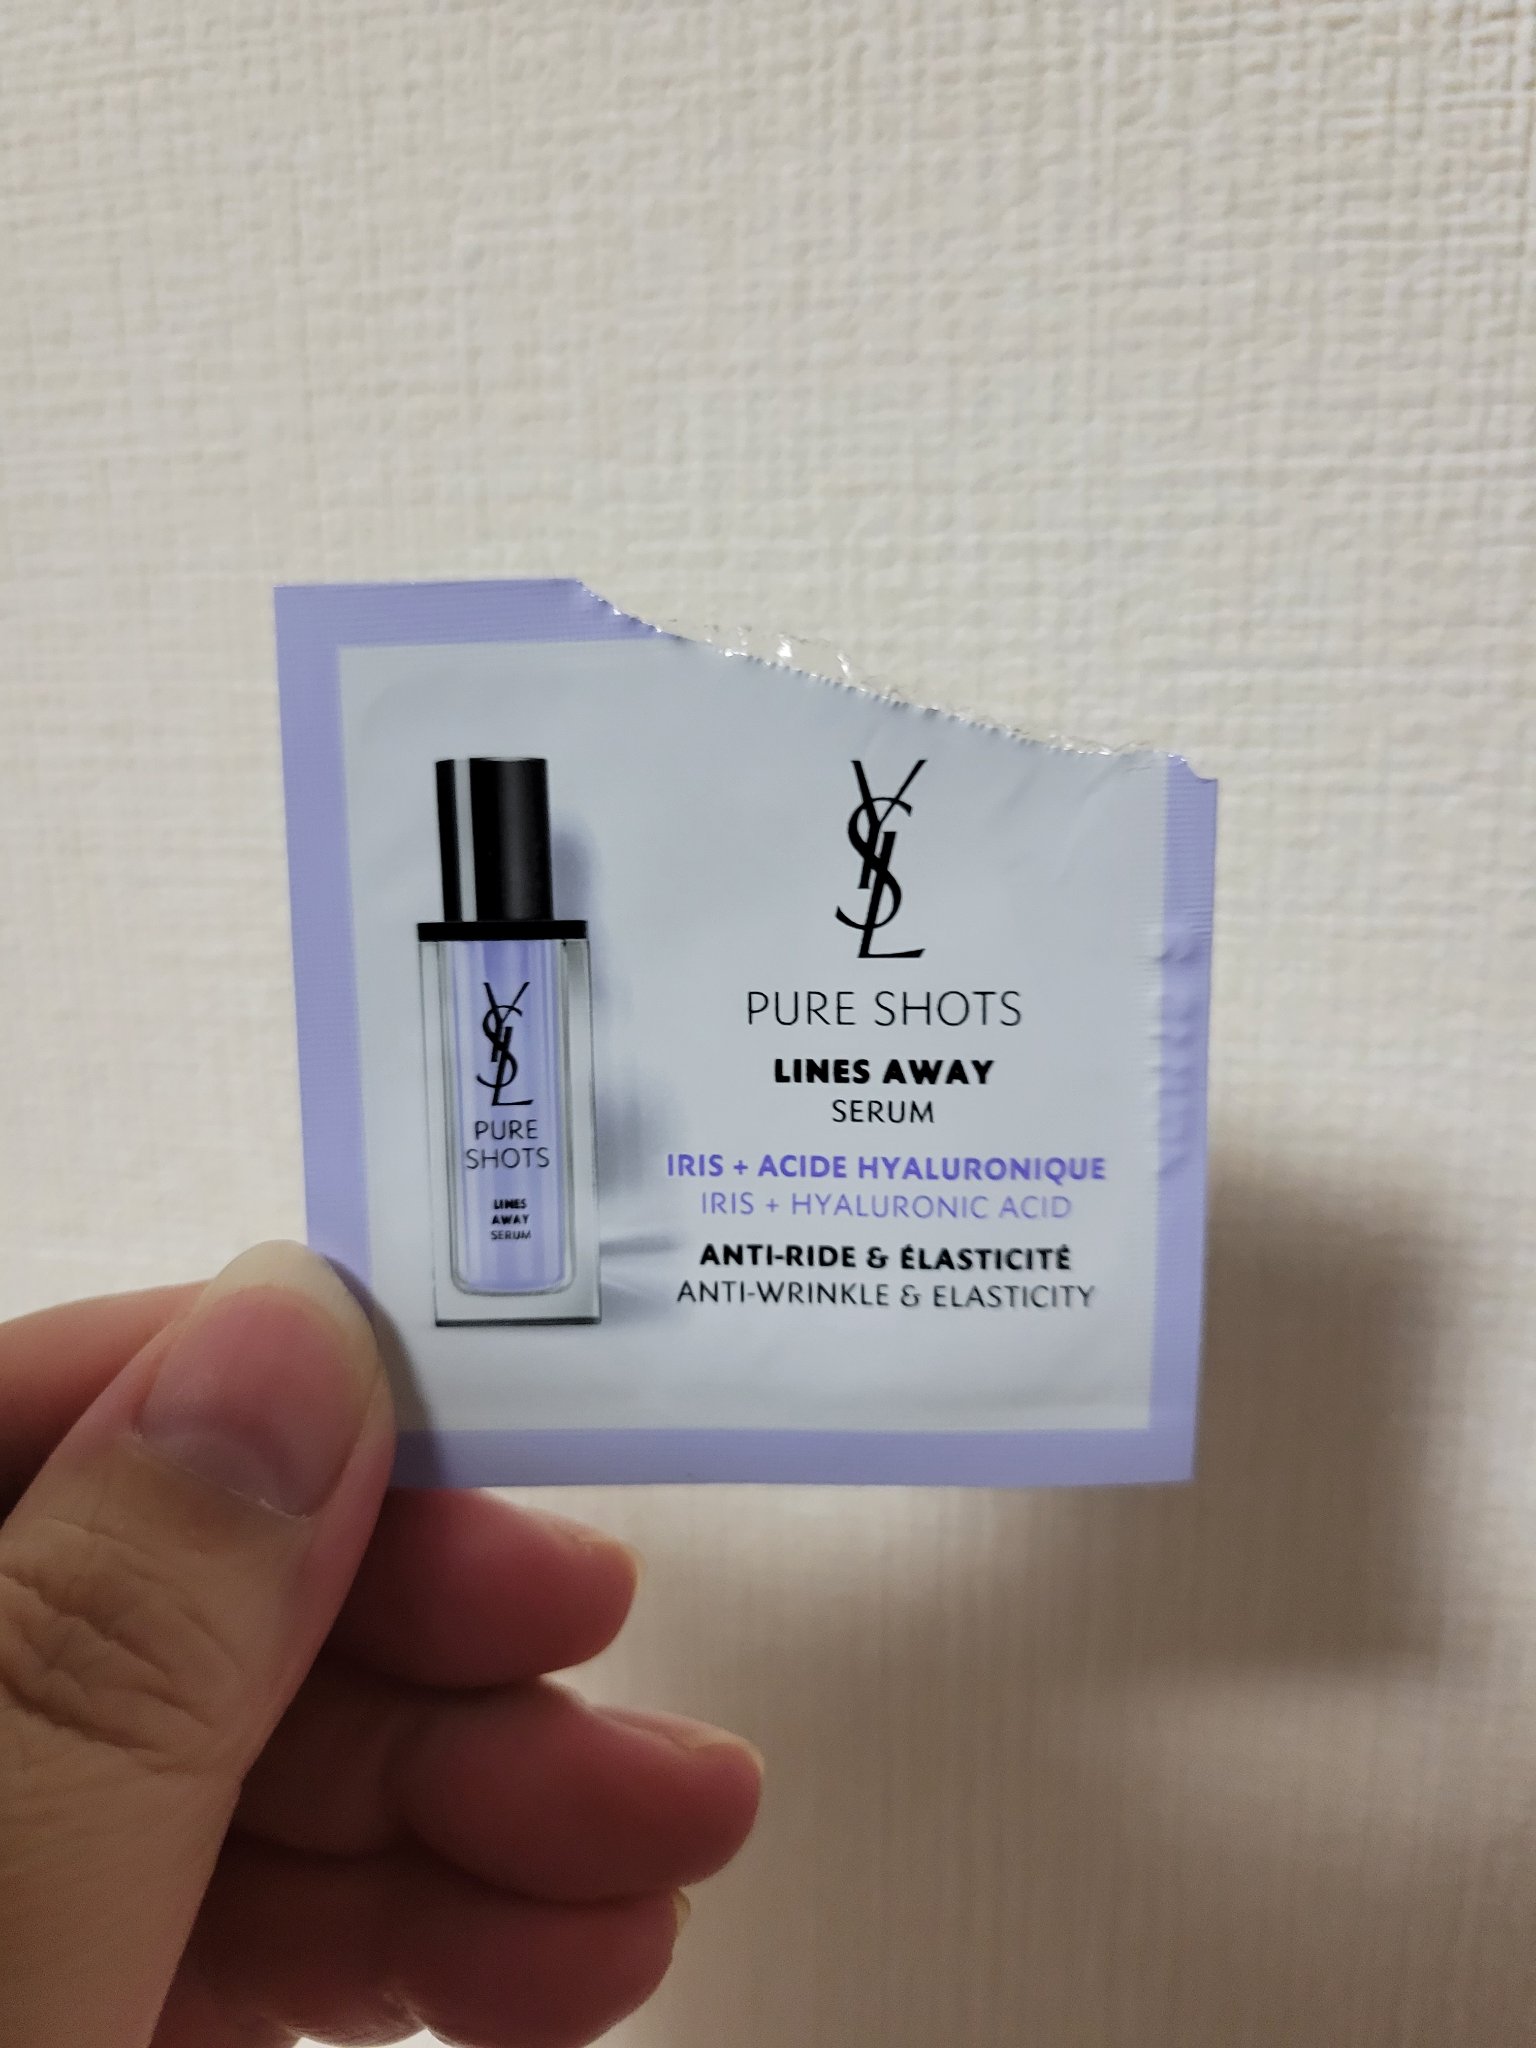 YSL
PURE
SHOTS
LINES
AWAY
SERUM
YSL
PURE SHOTS
LINES AWAY
SERUM
IRIS + ACIDE HYALURONIQUE
IRIS + HYALURONIC ACID
ANTI-RIDE & ÉLASTICITÉ
ANTI-WRINKLE & ELASTICITY